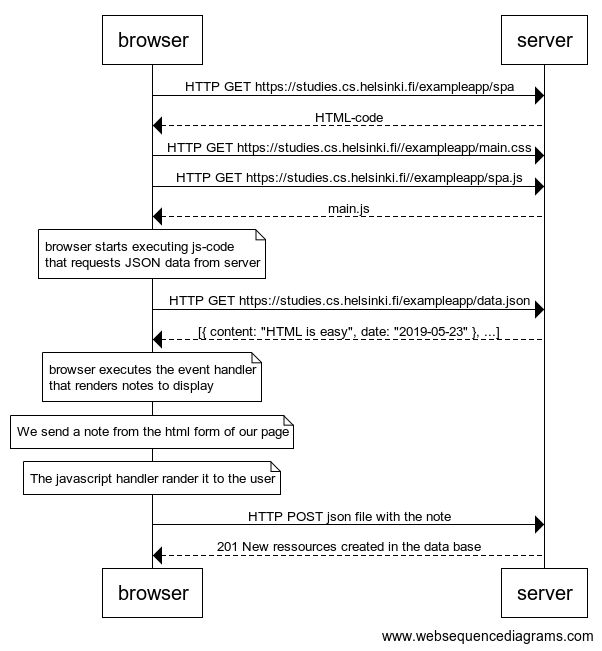 browser
server
HTTP GET https://studies.cs.helsinki.fi/exampleapp/spa
HTML-code
HTTP GET https://studies.cs.helsinki.fi//exampleapp/main.css
HTTP GET https://studies.cs.helsinki.fi//exampleapp/spa.js
main.js
browser starts executing js-code
that requests JSON data from server
HTTP GET https://studies.cs.helsinki.fi/exampleapp/data.json
[{ content: "HTML is easy", date: "2019-05-23" }, ...]
browser executes the event handler
that renders notes to display
We send a note from the html form of our page
The javascript handler rander it to the user
HTTP POST json file with the note
201 New ressources created in the data base
browser
server
www.websequencediagrams.com